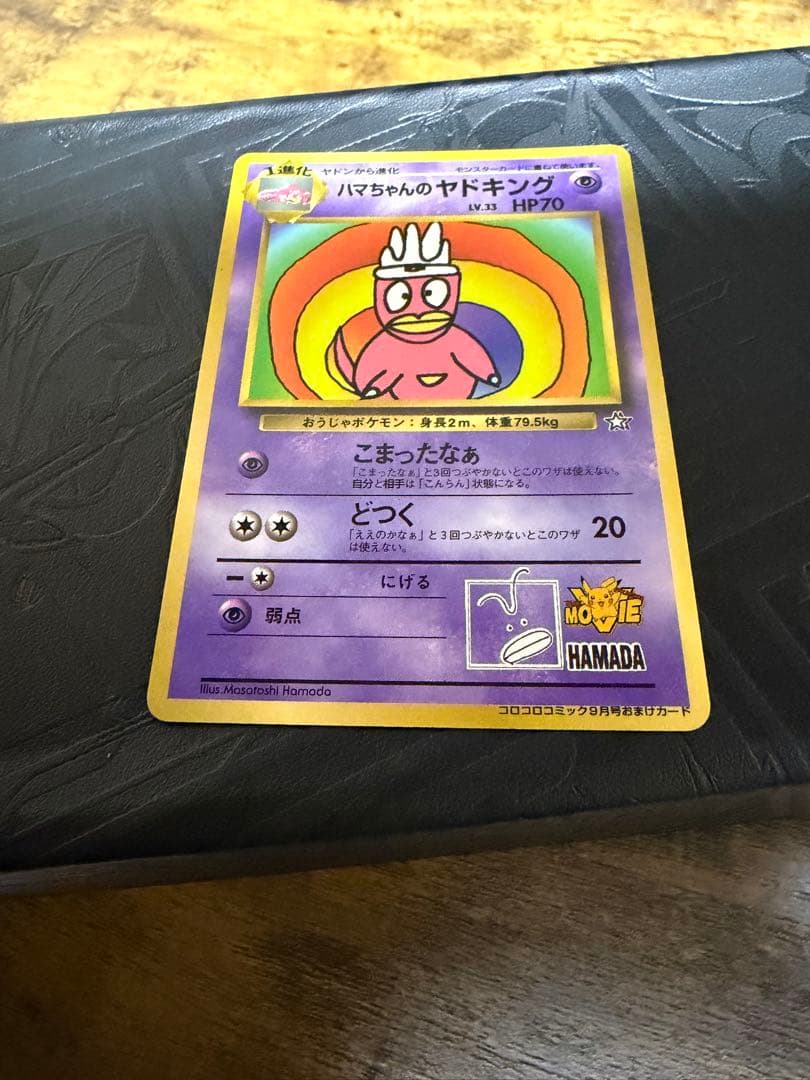 1進化 ヤドンから進化 モンスターカードに重ねて使います。
ハマちゃんのヤドキング
LV.33 HP70
おうじゃポケモン：身長2m、体重79.5kg
こまったなぁ
「こまったなぁ」と3回つぶやかないとこのワザは使えない。
自分と相手は「こんらん」状態になる。
どつく 20
「ええのかなぁ」と3回つぶやかないとこのワザ
は使えない。
にげる
弱点
MOVIE
HAMADA
Illus.Masatoshi Hamada
コロコロコミック9月号おまけカード